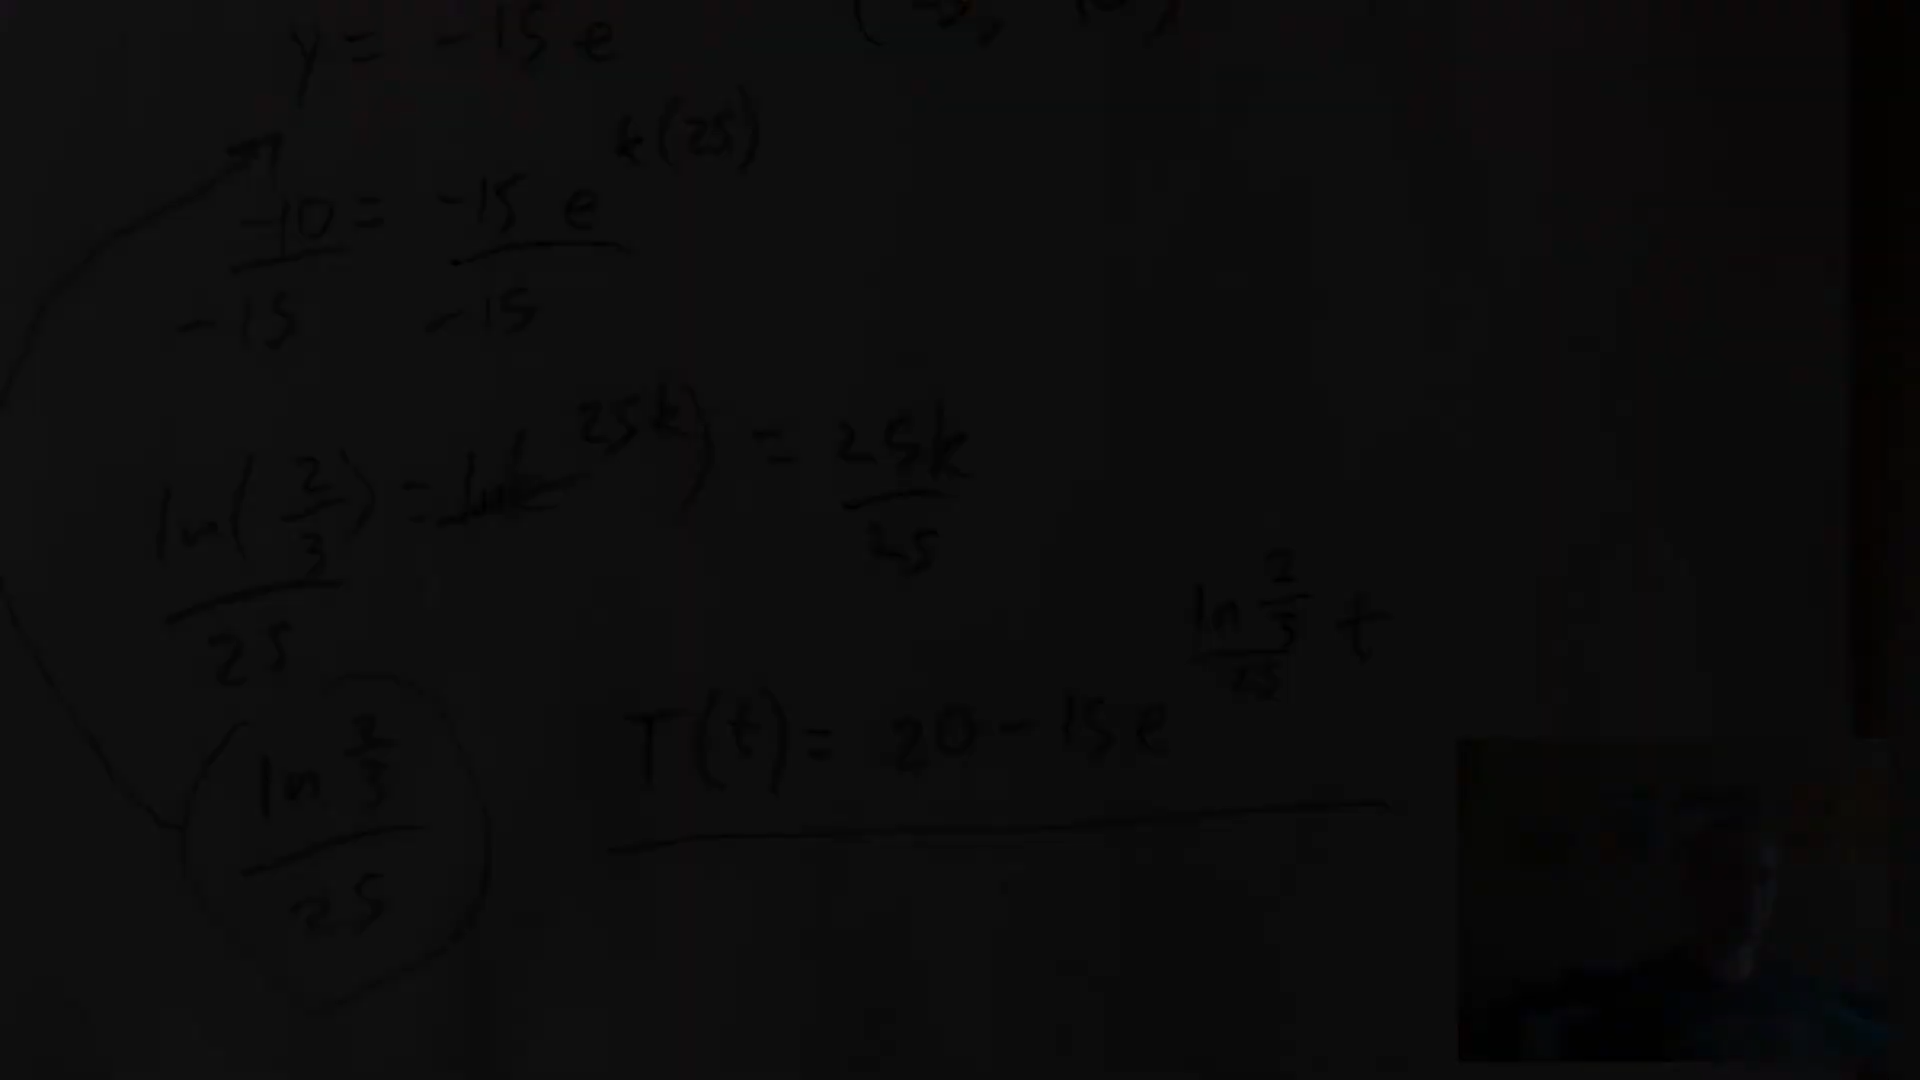 y = -15 e
k(25)
-10 = -15 e
-15 -15
ln(2/3) = ln e^25k) = 25k
25 25
ln 2/3 / 25 t
T(t) = 20 - 15 e
ln 2/3
25